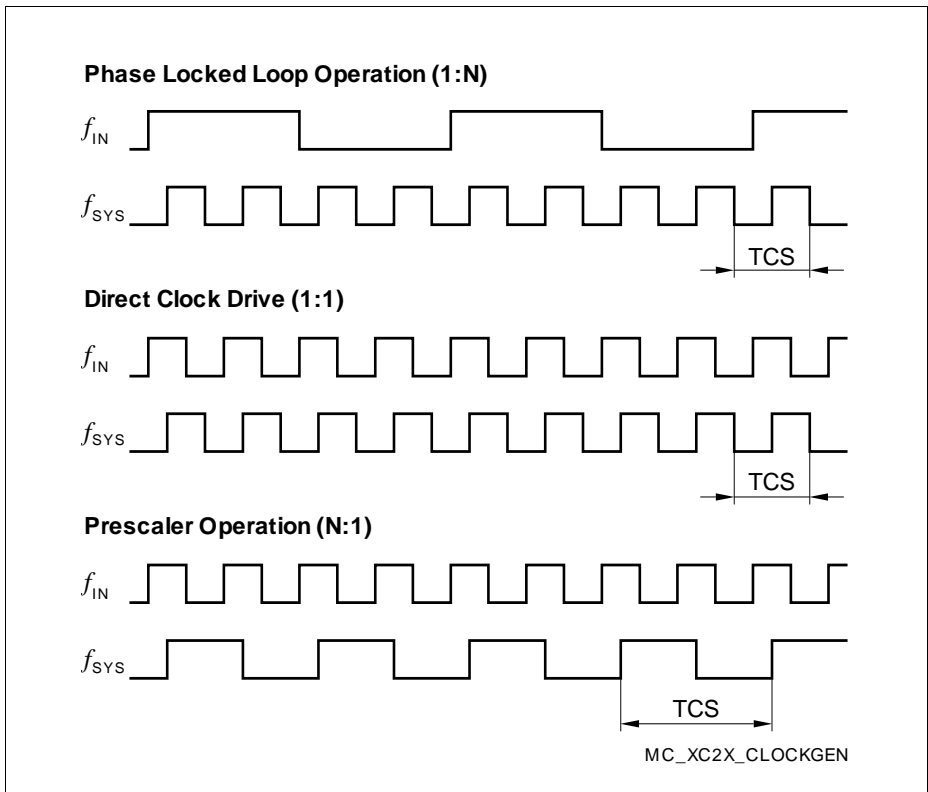 Phase Locked Loop Operation (1:N)
fIN
fSYS
TCS
Direct Clock Drive (1:1)
fIN
fSYS
TCS
Prescaler Operation (N:1)
fIN
fSYS
TCS
MC_XC2X_CLOCKGEN